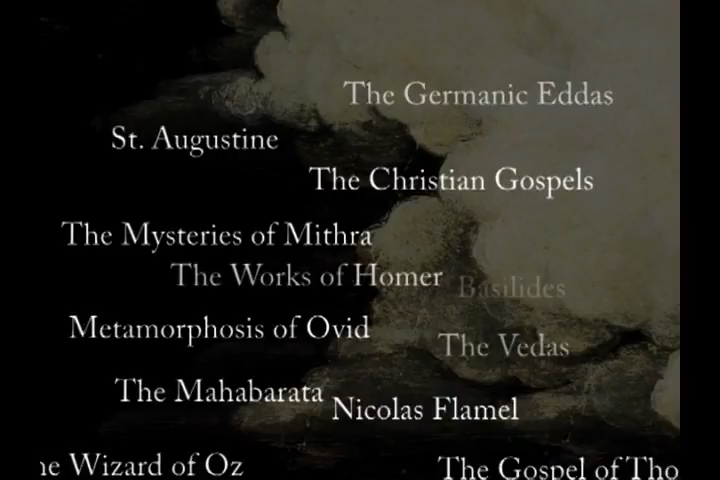 The Germanic Eddas
St. Augustine
The Christian Gospels
The Mysteries of Mithra
The Works of Homer
Basilides
Metamorphosis of Ovid
The Vedas
The Mahabarata
Nicolas Flamel
ne Wizard of Oz
The Gospel of Tho